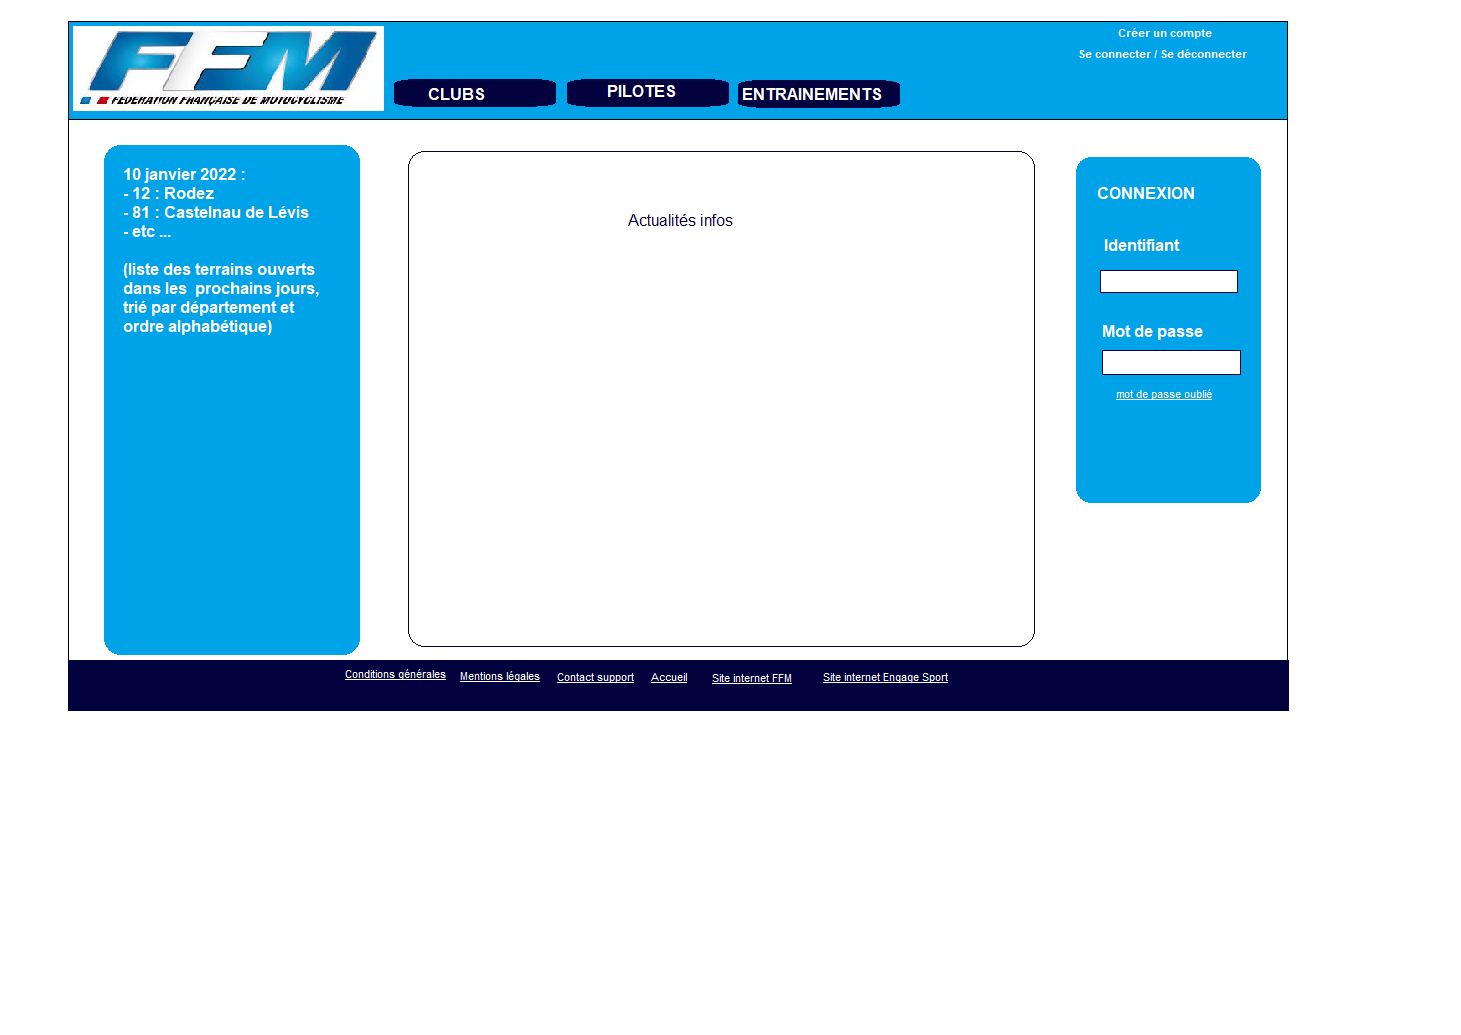 FFM
FÉDÉRATION FRANÇAISE DE MOTOCYCLISME
Créer un compte
Se connecter / Se déconnecter
CLUBS
PILOTES
ENTRAINEMENTS
10 janvier 2022 :
- 12 : Rodez
- 81 : Castelnau de Lévis
- etc ...
(liste des terrains ouverts
dans les  prochains jours,
trié par département et
ordre alphabétique)
Actualités infos
CONNEXION
Identifiant
Mot de passe
mot de passe oublié
Conditions générales
Mentions légales
Contact support
Accueil
Site internet FFM
Site internet Engage Sport